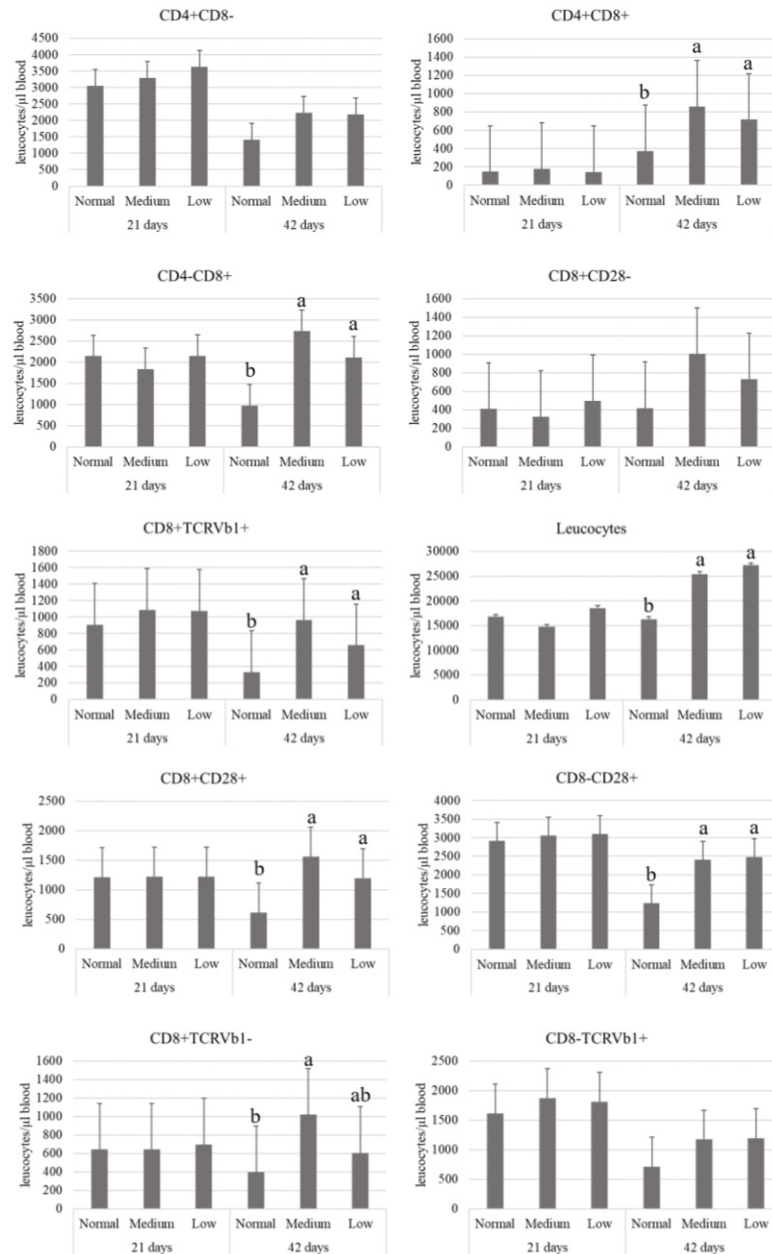 CD4+CD8-
leucocytes/µl blood
4000
3500
3000
2500
2000
1500
1000
500
0
Normal Medium Low Normal Medium Low
21 days 42 days
CD4+CD8+
leucocytes/µl blood
1600
1400
1200
1000
800
600
400
200
0
b a a
Normal Medium Low Normal Medium Low
21 days 42 days
CD4-CD8+
leucocytes/µl blood
3500
3000
2500
2000
1500
1000
500
0
b a a
Normal Medium Low Normal Medium Low
21 days 42 days
CD8+CD28-
leucocytes/µl blood
1600
1400
1200
1000
800
600
400
200
0
Normal Medium Low Normal Medium Low
21 days 42 days
CD8+TCRVb1+
leucocytes/µl blood
1800
1600
1400
1200
1000
800
600
400
200
0
b a a
Normal Medium Low Normal Medium Low
21 days 42 days
Leucocytes
leucocytes/µl blood
30000
25000
20000
15000
10000
5000
0
b a a
Normal Medium Low Normal Medium Low
21 days 42 days
CD8+CD28+
leucocytes/µl blood
2500
2000
1500
1000
500
0
b a a
Normal Medium Low Normal Medium Low
21 days 42 days
CD8-CD28+
leucocytes/µl blood
4000
3500
3000
2500
2000
1500
1000
500
0
b a a
Normal Medium Low Normal Medium Low
21 days 42 days
CD8+TCRVb1-
leucocytes/µl blood
1600
1400
1200
1000
800
600
400
200
0
b a ab
Normal Medium Low Normal Medium Low
21 days 42 days
CD8-TCRVb1+
leucocytes/µl blood
2500
2000
1500
1000
500
0
Normal Medium Low Normal Medium Low
21 days 42 days